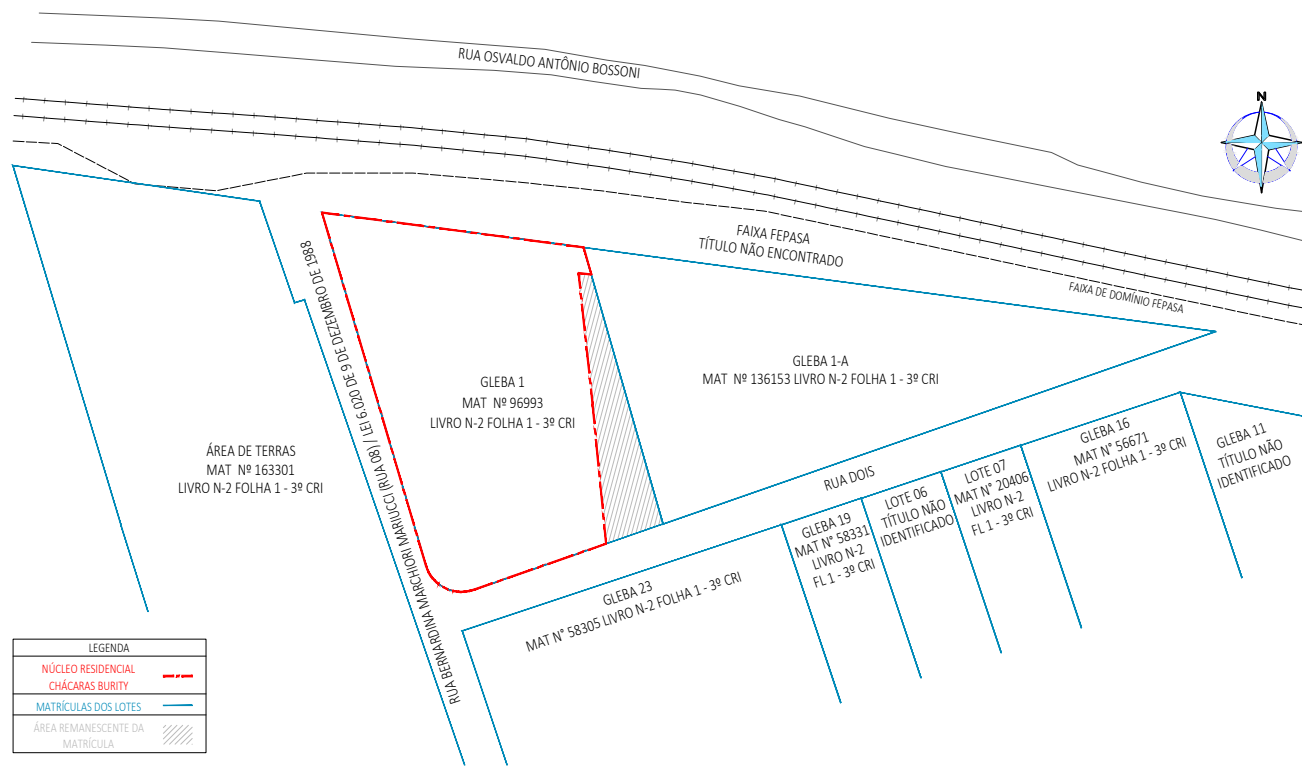 RUA OSVALDO ANTÔNIO BOSSONI
N
FAIXA FEPASA
TÍTULO NÃO ENCONTRADO
FAIXA DE DOMÍNIO FEPASA
RUA BERNARDINA MARCHIORI MARIUCCI (RUA 08) / LEI 6.020 DE 9 DE DEZEMBRO DE 1988
GLEBA 1
MAT Nº 96993
LIVRO N-2 FOLHA 1 - 3º CRI
GLEBA 1-A
MAT Nº 136153 LIVRO N-2 FOLHA 1 - 3º CRI
ÁREA DE TERRAS
MAT Nº 163301
LIVRO N-2 FOLHA 1 - 3º CRI
RUA DOIS
GLEBA 23
MAT N° 58305 LIVRO N-2 FOLHA 1 - 3º CRI
GLEBA 19
MAT N° 58331
LIVRO N-2
FL 1 - 3º CRI
LOTE 06
TÍTULO NÃO
IDENTIFICADO
LOTE 07
MAT N° 20406
LIVRO N-2
FL 1 - 3º CRI
GLEBA 16
MAT N° 56671
LIVRO N-2 FOLHA 1 - 3º CRI
GLEBA 11
TÍTULO NÃO
IDENTIFICADO
LEGENDA
NÚCLEO RESIDENCIAL
CHÁCARAS BURITY
MATRÍCULAS DOS LOTES
ÁREA REMANESCENTE DA
MATRÍCULA